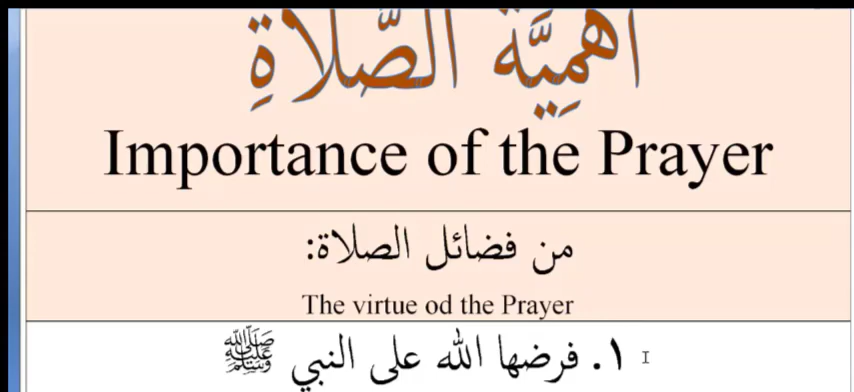 أَهَمِيَّة الصَّلَاةِ
Importance of the Prayer
من فضائل الصلاة:
The virtue od the Prayer
١. فرضها الله على النبي ﷺ